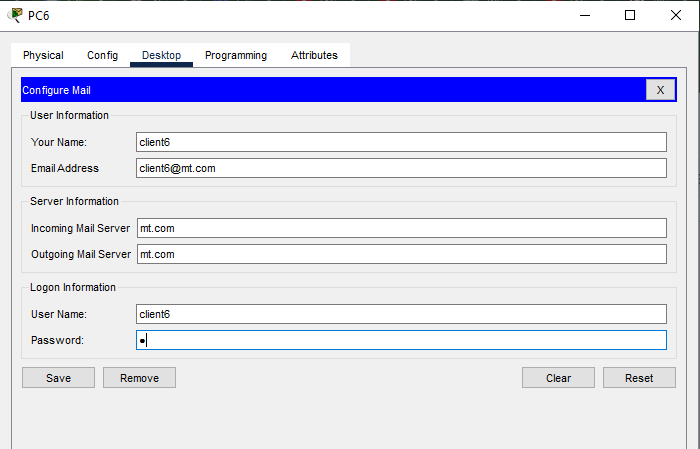 PC6
Physical Config Desktop Programming Attributes
Configure Mail X
User Information
Your Name: client6
Email Address client6@mt.com
Server Information
Incoming Mail Server mt.com
Outgoing Mail Server mt.com
Logon Information
User Name: client6
Password: ●
Save Remove Clear Reset